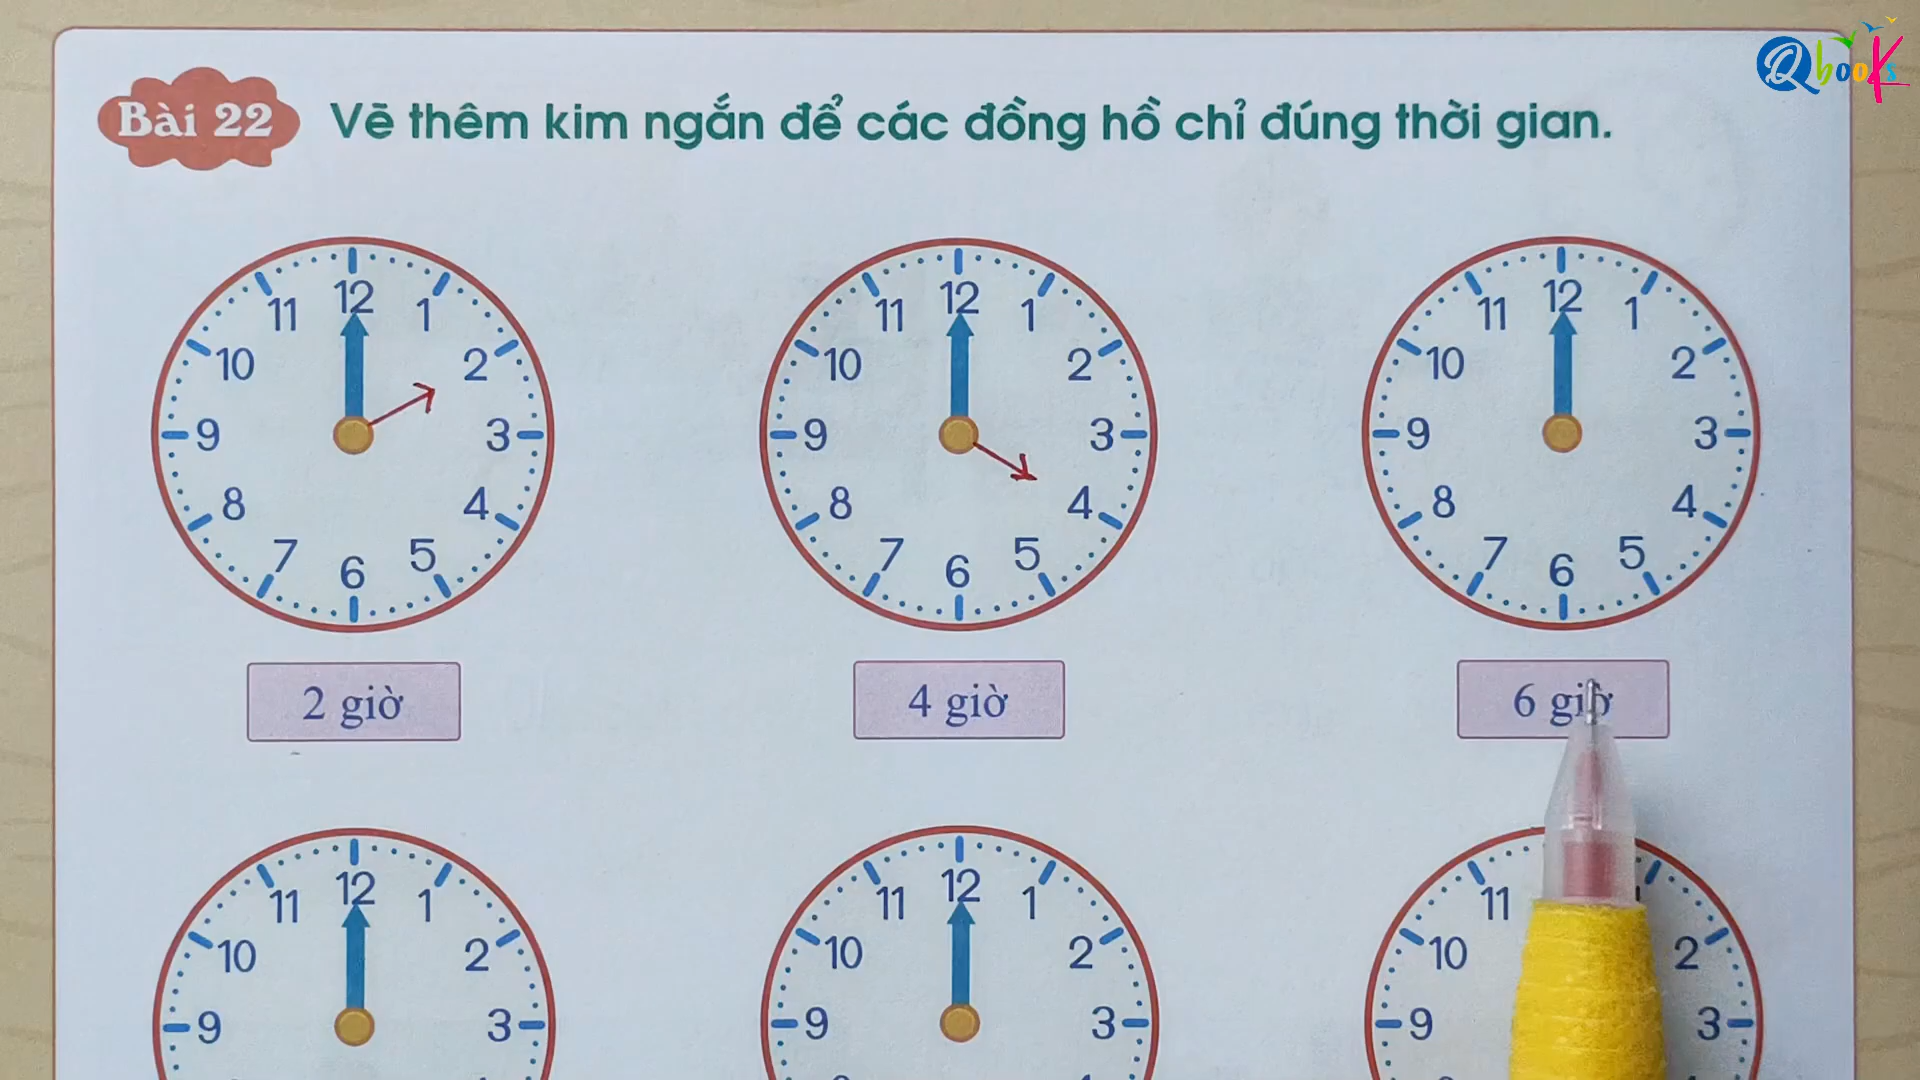 Qbooks
Bài 22 Vẽ thêm kim ngắn để các đồng hồ chỉ đúng thời gian.
12 1 2 3 4 5 6 7 8 9 10 11
12 1 2 3 4 5 6 7 8 9 10 11
12 1 2 3 4 5 6 7 8 9 10 11
2 giờ
4 giờ
6 giờ
12 1 2 3 9 10 11
12 1 2 3 9 10 11
2 3 9 10 11